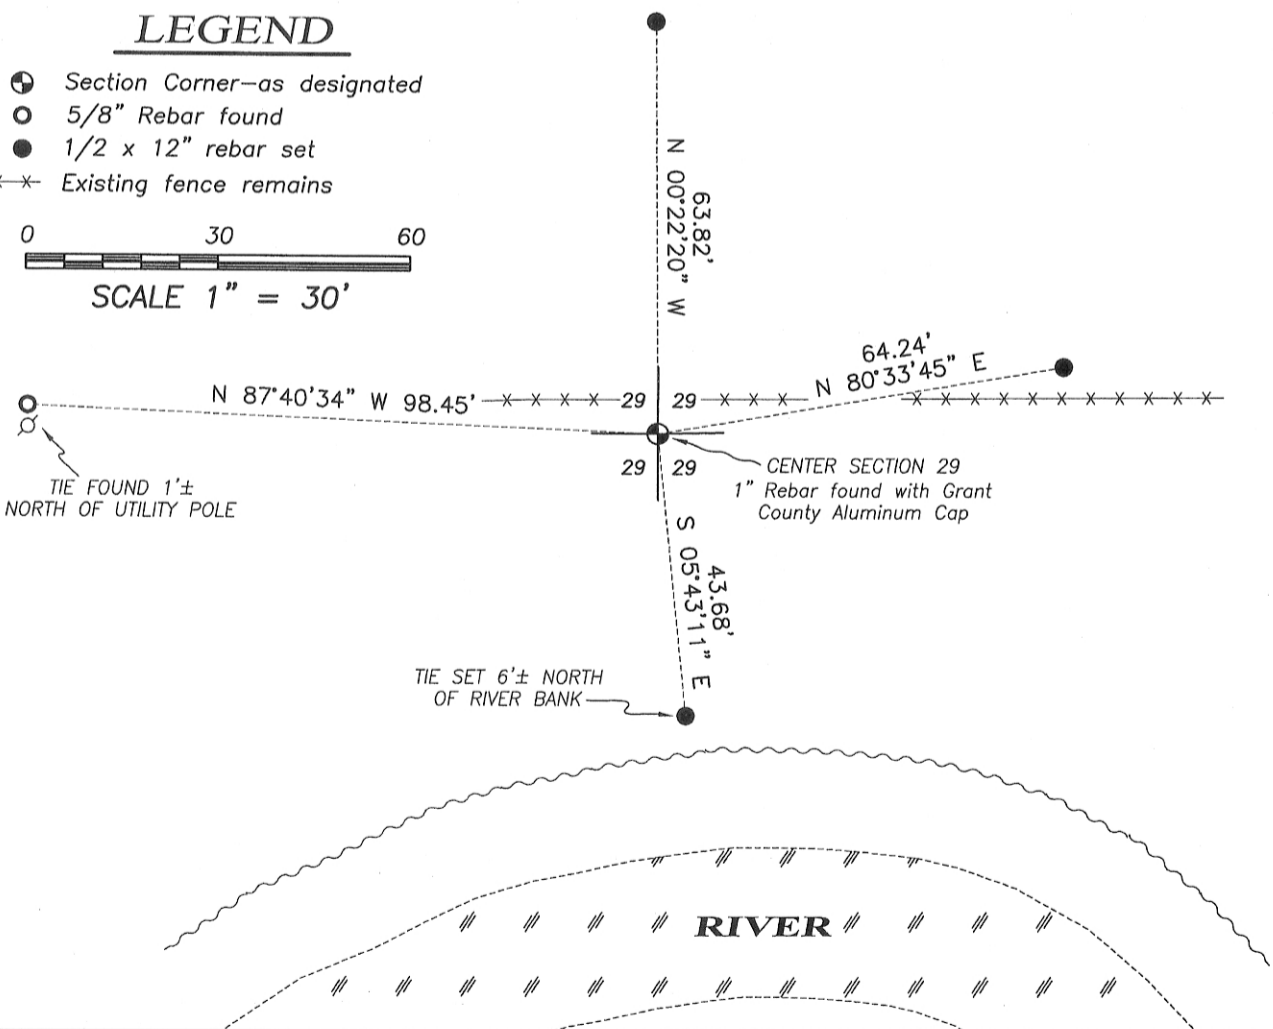 LEGEND
Section Corner-as designated
5/8" Rebar found
1/2 x 12" rebar set
Existing fence remains
0 30 60
SCALE 1" = 30'
N 00°22'20" W
63.82'
64.24'
N 80°33'45" E
N 87°40'34" W 98.45'
29 29
29 29
TIE FOUND 1'±
NORTH OF UTILITY POLE
CENTER SECTION 29
1" Rebar found with Grant
County Aluminum Cap
S 05°43'11" E
43.68'
TIE SET 6'± NORTH
OF RIVER BANK
RIVER